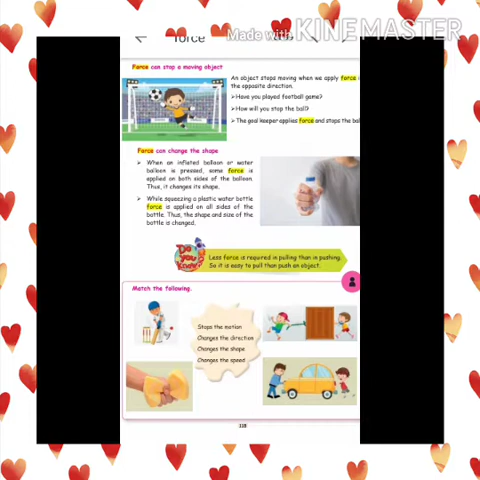 Force
Made with KINEMASTER
Force can stop a moving object
An object stops moving when we apply force
the opposite direction.
➢Have you played football game?
➢How will you stop the ball?
➢The goal keeper applies force and stops the
Force can change the shape
➢ When an inflated balloon or water
balloon is pressed, some force is
applied on both sides of the balloon.
Thus, it changes its shape.
➢ While squeezing a plastic water bottle
force is applied on all sides of the
bottle. Thus, the shape and size of the
bottle is changed.
Do
you
Know
Less force is required in pulling than in pushing.
So it is easy to pull than push an object.
Match the following.
Stops the motion
Changes the direction
Changes the shape
Changes the speed